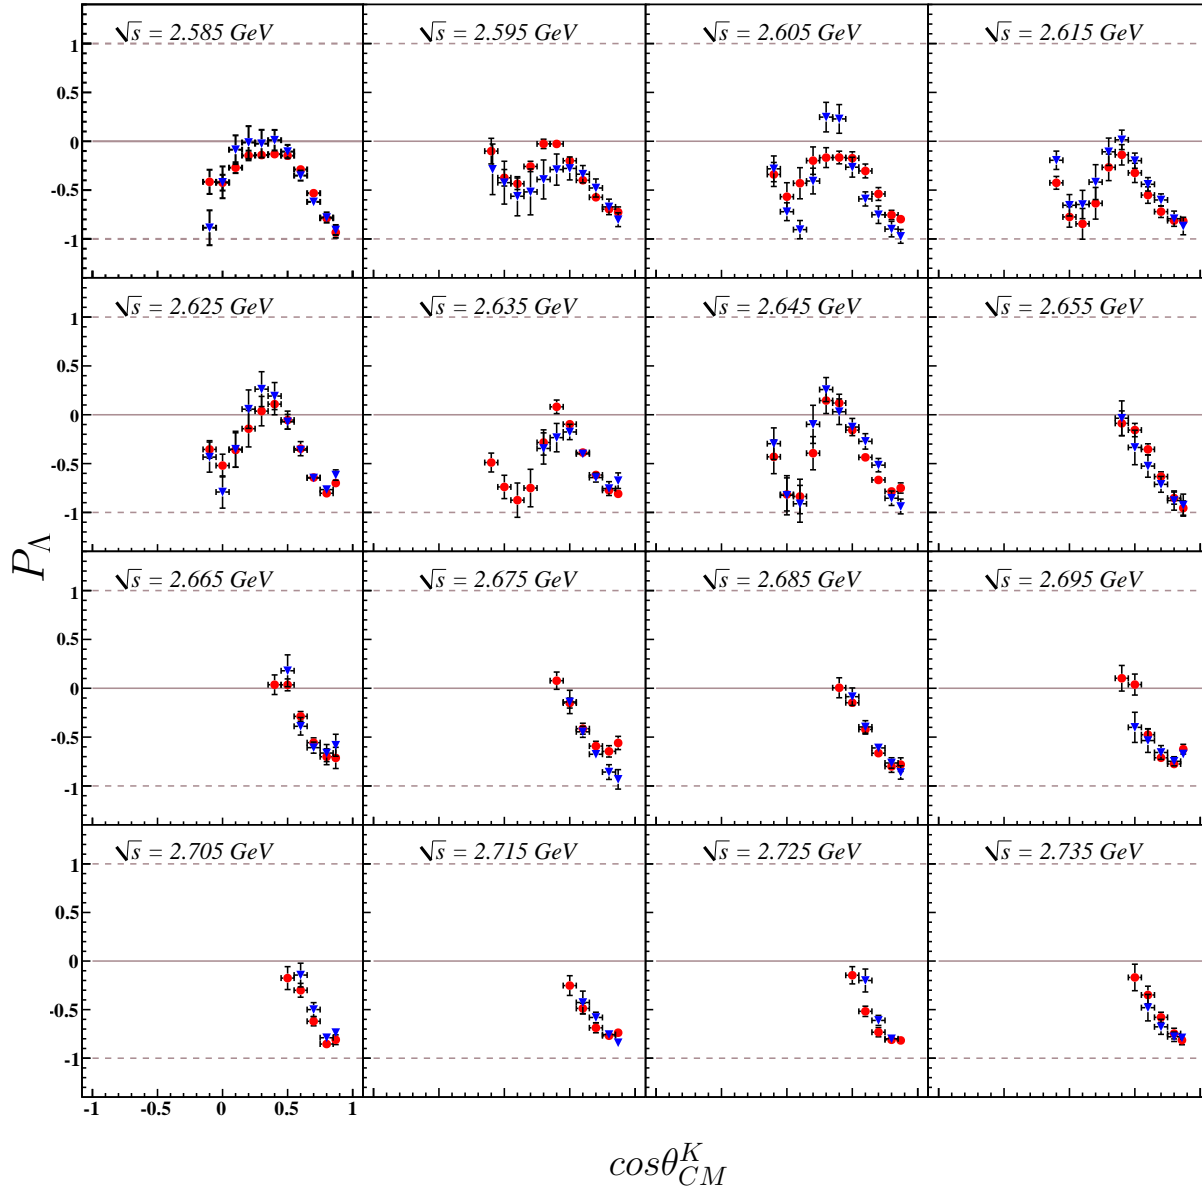 √s = 2.585 GeV √s = 2.595 GeV √s = 2.605 GeV √s = 2.615 GeV
1
0.5
0
-0.5
-1
√s = 2.625 GeV √s = 2.635 GeV √s = 2.645 GeV √s = 2.655 GeV
1
0.5
0
-0.5
-1
P_Λ
√s = 2.665 GeV √s = 2.675 GeV √s = 2.685 GeV √s = 2.695 GeV
1
0.5
0
-0.5
-1
√s = 2.705 GeV √s = 2.715 GeV √s = 2.725 GeV √s = 2.735 GeV
1
0.5
0
-0.5
-1
-1 -0.5 0 0.5 1
cosθ^K_CM